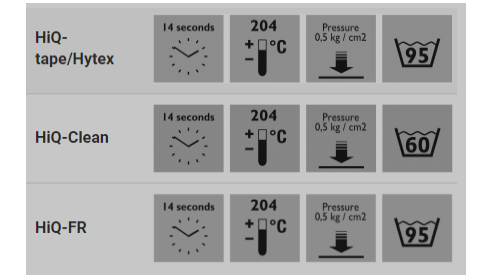 HiQ-
tape/Hytex
14 seconds
204
+ °C
−
Pressure
0,5 kg / cm2
95
HiQ-Clean
14 seconds
204
+ °C
−
Pressure
0,5 kg / cm2
60
HiQ-FR
14 seconds
204
+ °C
−
Pressure
0,5 kg / cm2
95